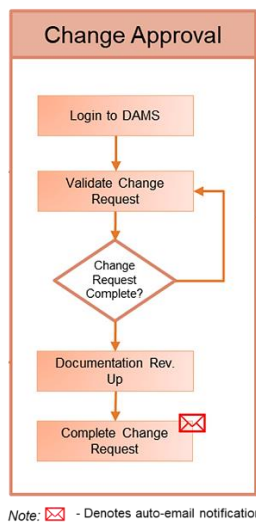 Change Approval
Login to DAMS
Validate Change
Request
Change
Request
Complete?
Documentation Rev.
Up
Complete Change
Request
Note: - Denotes auto-email notification